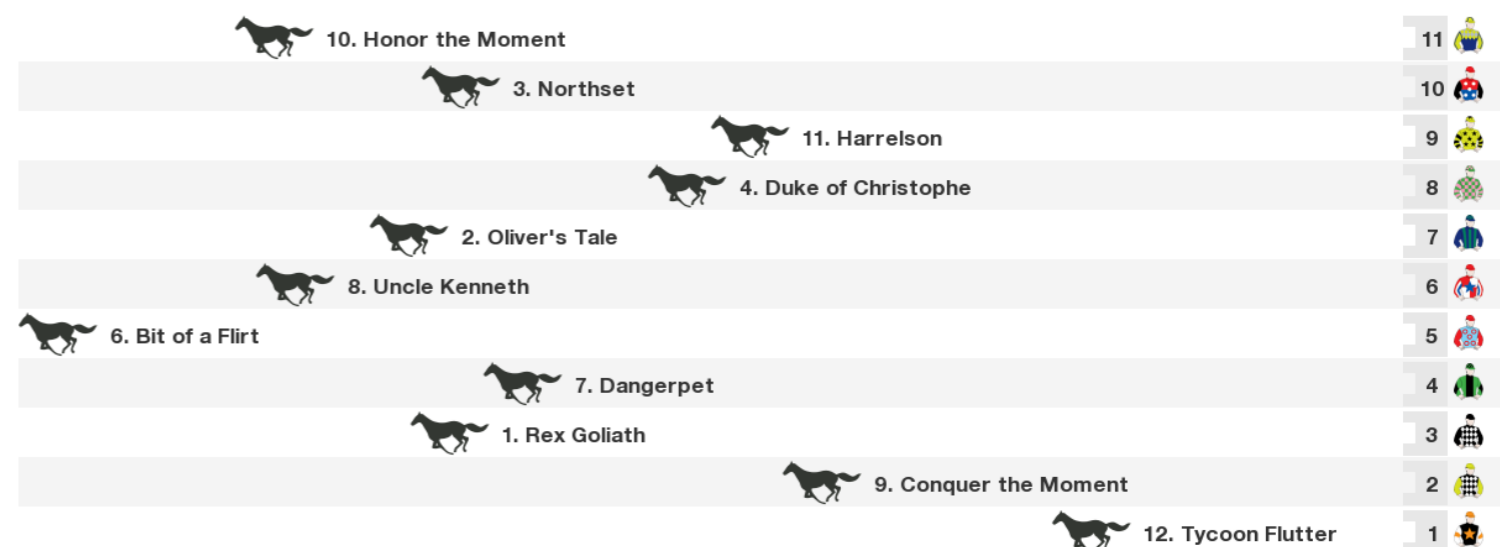 10. Honor the Moment 11
3. Northset 10
11. Harrelson 9
4. Duke of Christophe 8
2. Oliver's Tale 7
8. Uncle Kenneth 6
6. Bit of a Flirt 5
7. Dangerpet 4
1. Rex Goliath 3
9. Conquer the Moment 2
12. Tycoon Flutter 1